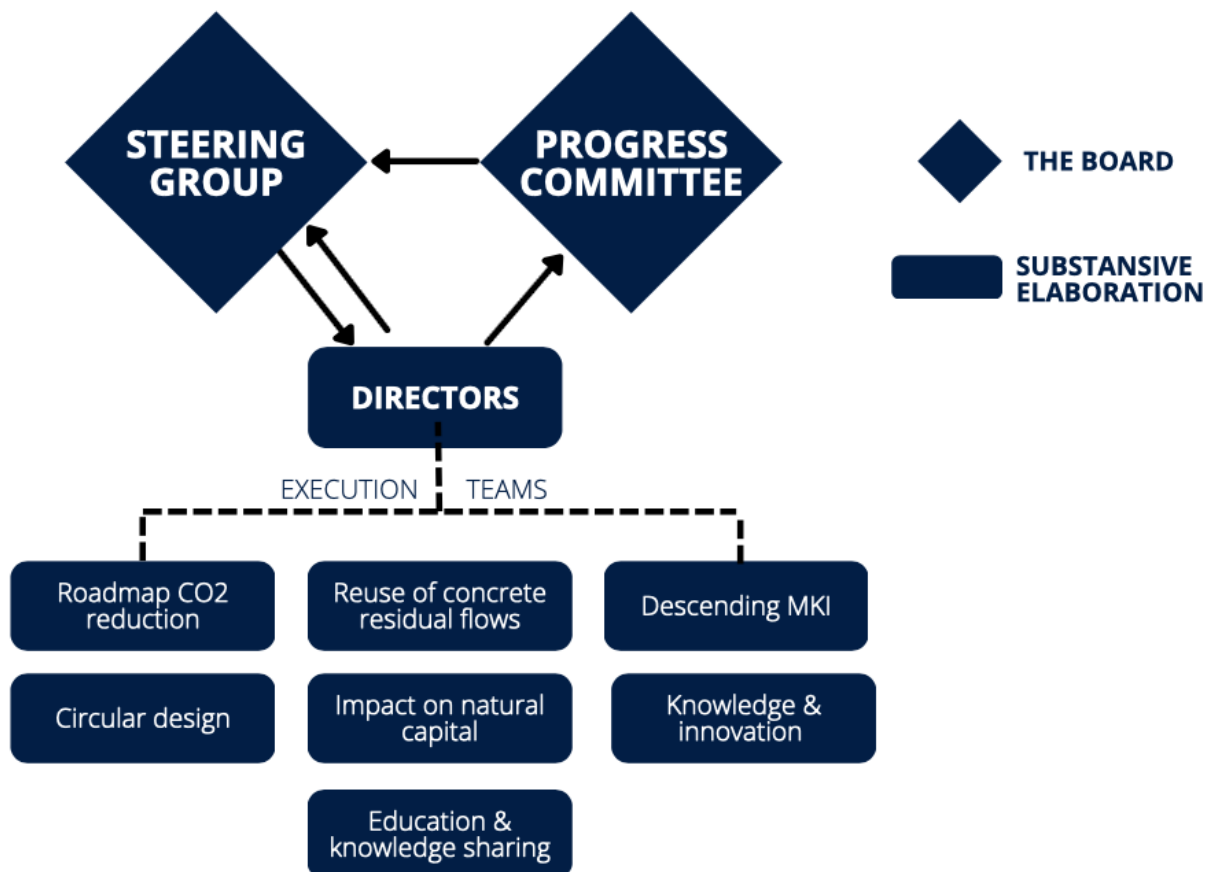 STEERING
GROUP
PROGRESS
COMMITTEE
THE BOARD
SUBSTANSIVE
ELABORATION
DIRECTORS
EXECUTION TEAMS
Roadmap CO2
reduction
Reuse of concrete
residual flows
Descending MKI
Circular design
Impact on natural
capital
Knowledge &
innovation
Education &
knowledge sharing